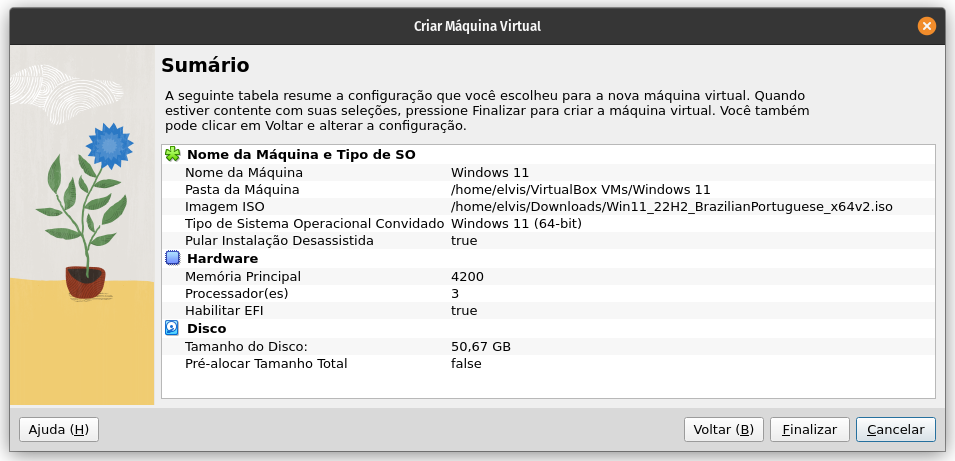 Criar Máquina Virtual
Sumário
A seguinte tabela resume a configuração que você escolheu para a nova máquina virtual. Quando
estiver contente com suas seleções, pressione Finalizar para criar a máquina virtual. Você também
pode clicar em Voltar e alterar a configuração.
Nome da Máquina e Tipo de SO
Nome da Máquina Windows 11
Pasta da Máquina /home/elvis/VirtualBox VMs/Windows 11
Imagem ISO /home/elvis/Downloads/Win11_22H2_BrazilianPortuguese_x64v2.iso
Tipo de Sistema Operacional Convidado Windows 11 (64-bit)
Pular Instalação Desassistida true
Hardware
Memória Principal 4200
Processador(es) 3
Habilitar EFI true
Disco
Tamanho do Disco: 50,67 GB
Pré-alocar Tamanho Total false
Ajuda (H) Voltar (B) Finalizar Cancelar